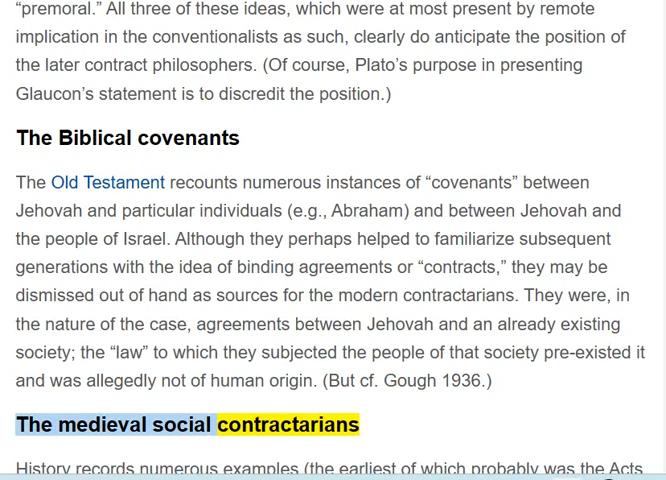 “premoral.” All three of these ideas, which were at most present by remote
implication in the conventionalists as such, clearly do anticipate the position of
the later contract philosophers. (Of course, Plato’s purpose in presenting
Glaucon’s statement is to discredit the position.)
The Biblical covenants
The Old Testament recounts numerous instances of “covenants” between
Jehovah and particular individuals (e.g., Abraham) and between Jehovah and
the people of Israel. Although they perhaps helped to familiarize subsequent
generations with the idea of binding agreements or “contracts,” they may be
dismissed out of hand as sources for the modern contractarians. They were, in
the nature of the case, agreements between Jehovah and an already existing
society; the “law” to which they subjected the people of that society pre-existed it
and was allegedly not of human origin. (But cf. Gough 1936.)
The medieval social contractarians
History records numerous examples (the earliest of which probably was the Acts